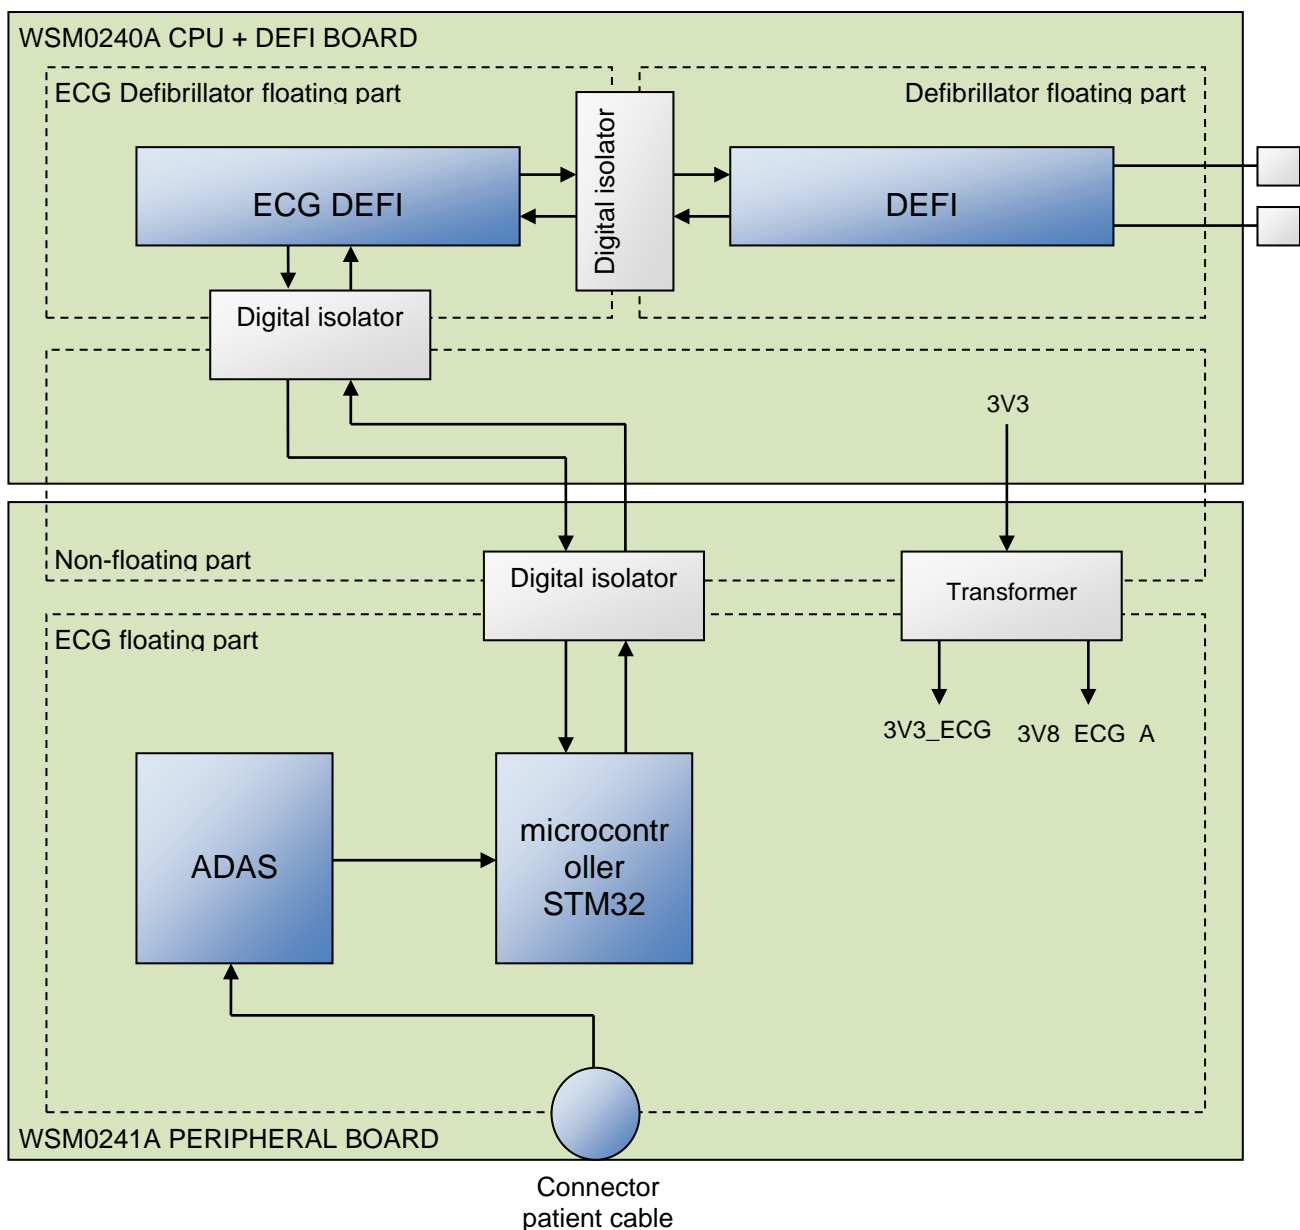 WSM0240A CPU + DEFI BOARD
ECG Defibrillator floating part
Defibrillator floating part
Digital isolator
ECG DEFI
DEFI
Digital isolator
3V3
Non-floating part
Digital isolator
Transformer
ECG floating part
3V3_ECG
3V8 ECG A
ADAS
microcontr
oller
STM32
WSM0241A PERIPHERAL BOARD
Connector
patient cable